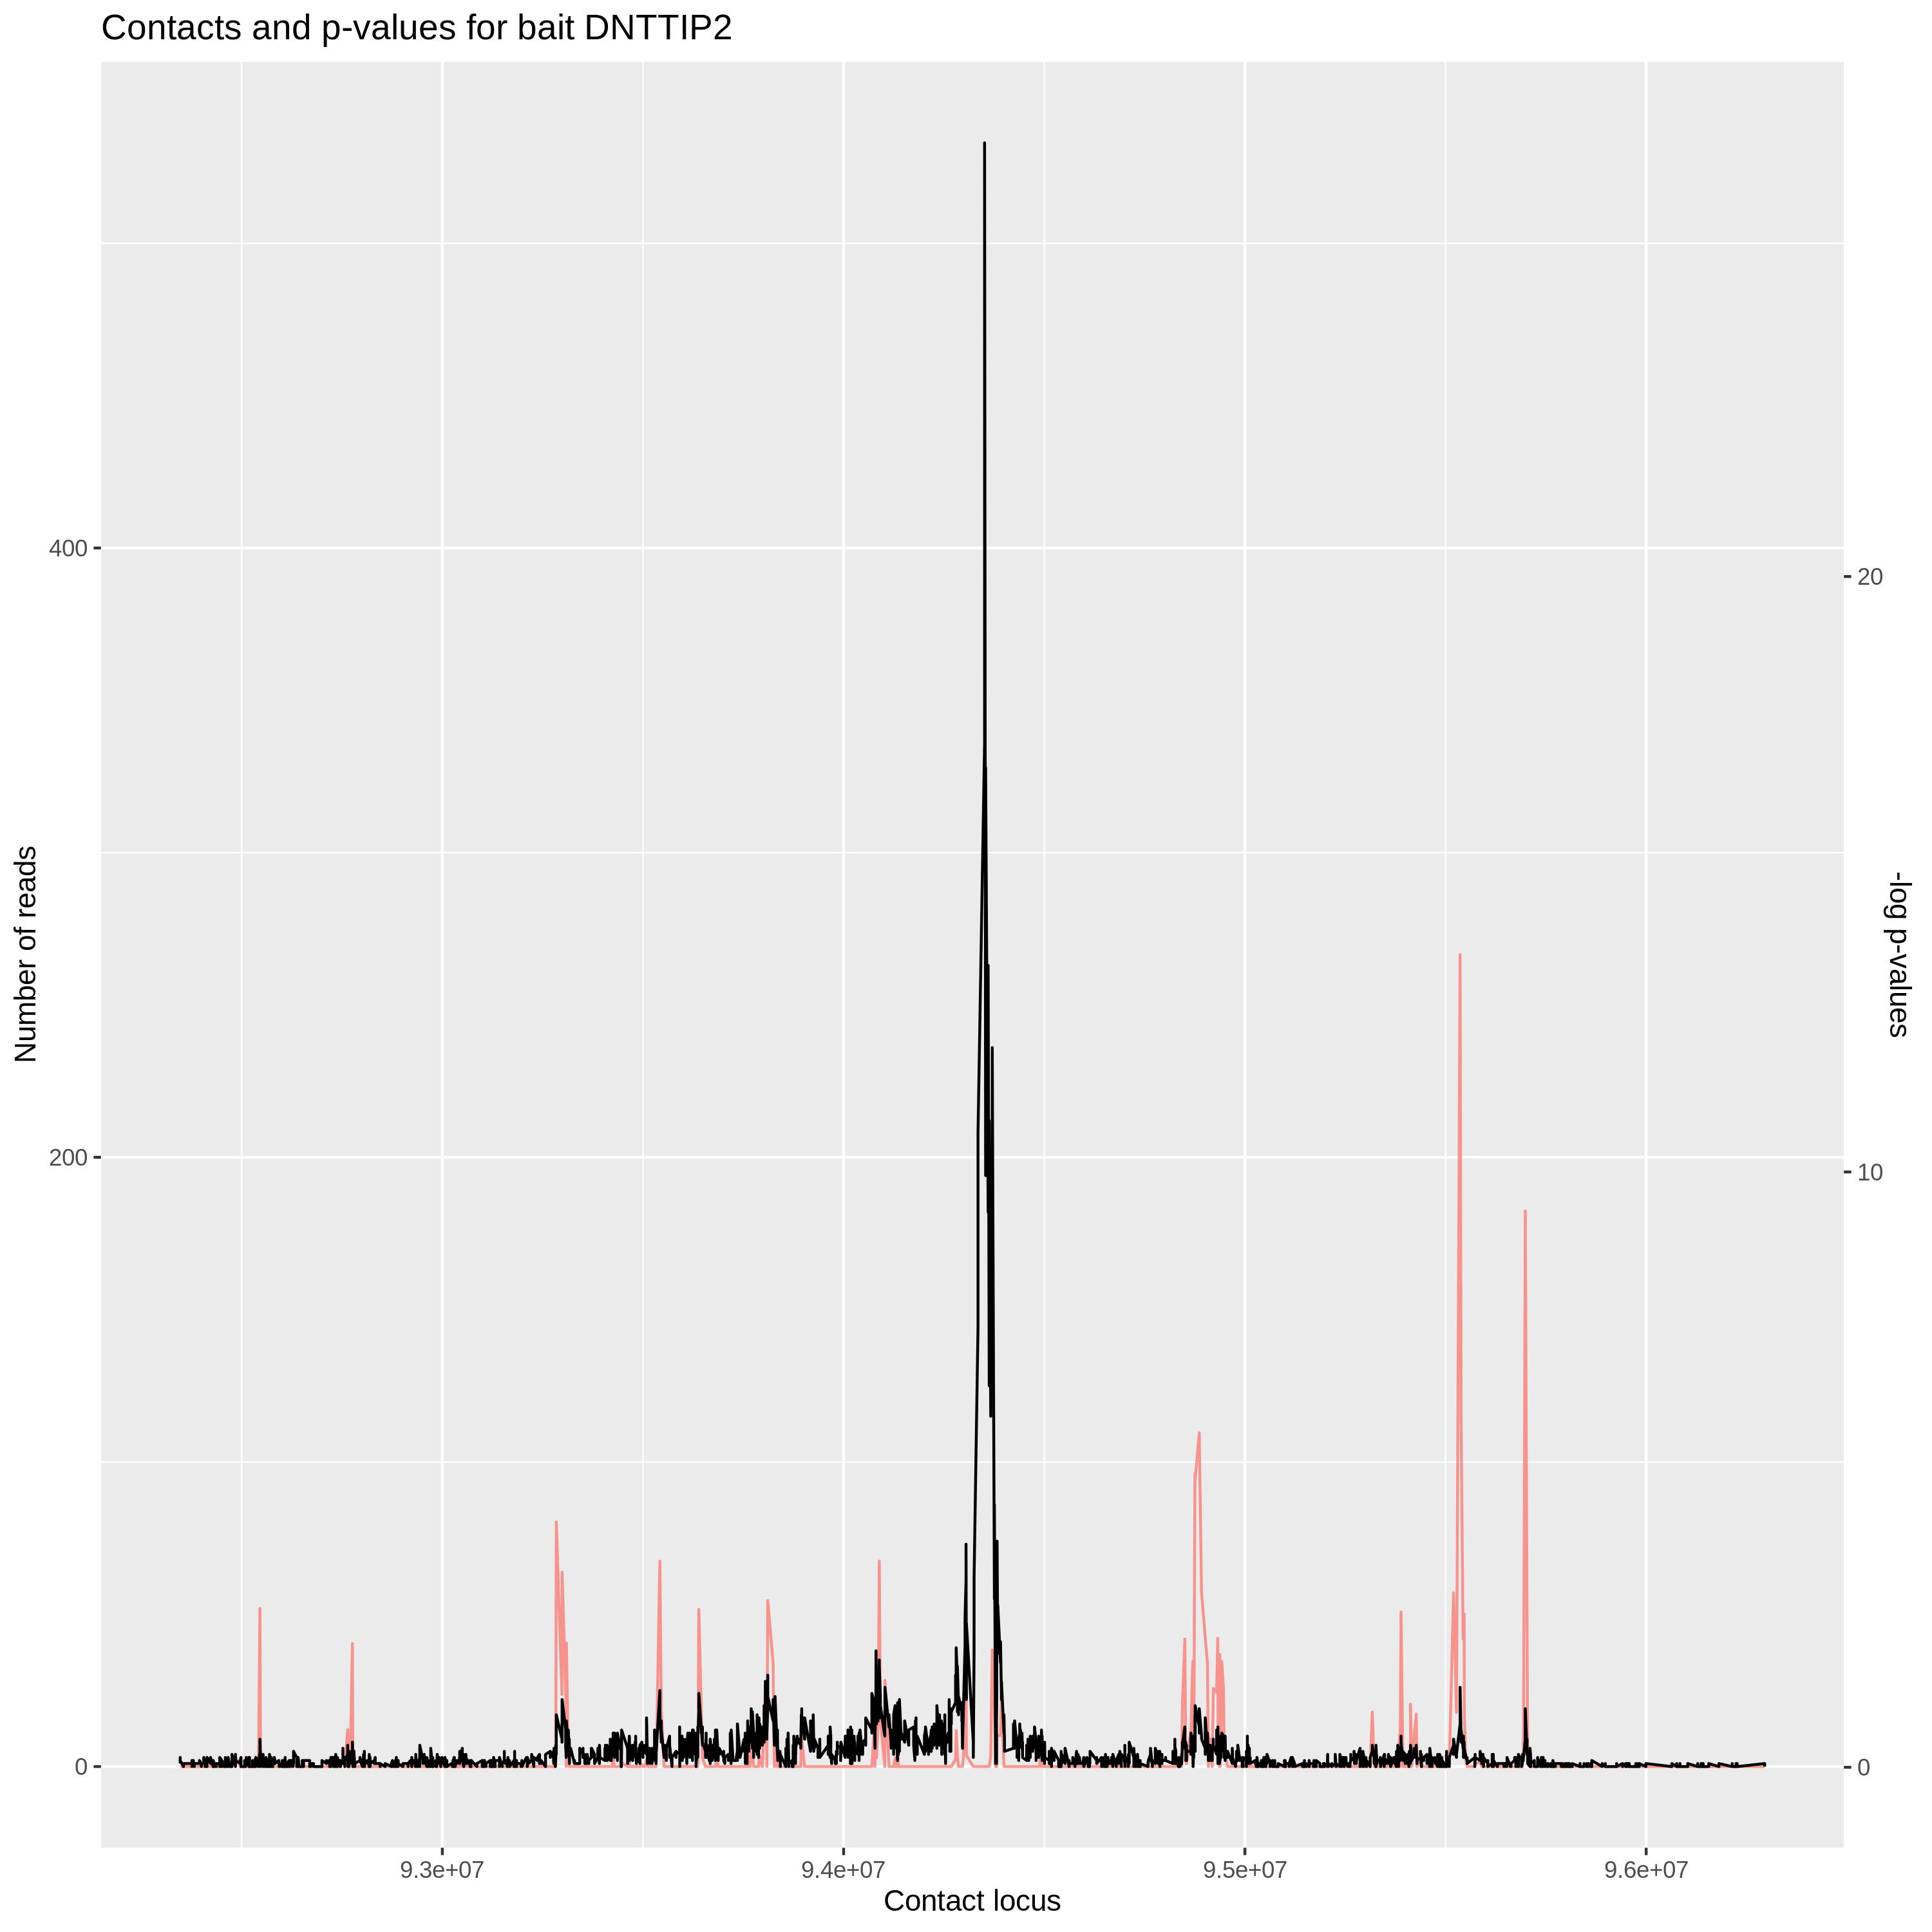 Contacts and p-values for bait DNTTIP2
Number of reads
400
200
0
20
10
0
-log p-values
9.3e+07
9.4e+07
9.5e+07
9.6e+07
Contact locus